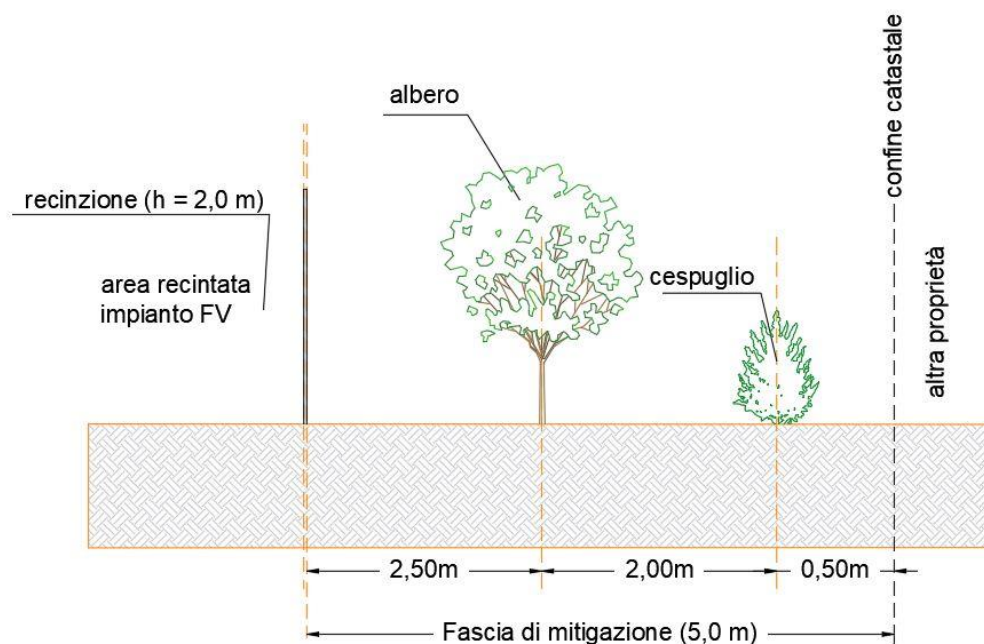 albero
confine catastale
recinzione (h = 2,0 m)
area recintata
impianto FV
cespuglio
altra proprietà
2,50m
2,00m
0,50m
Fascia di mitigazione (5,0 m)